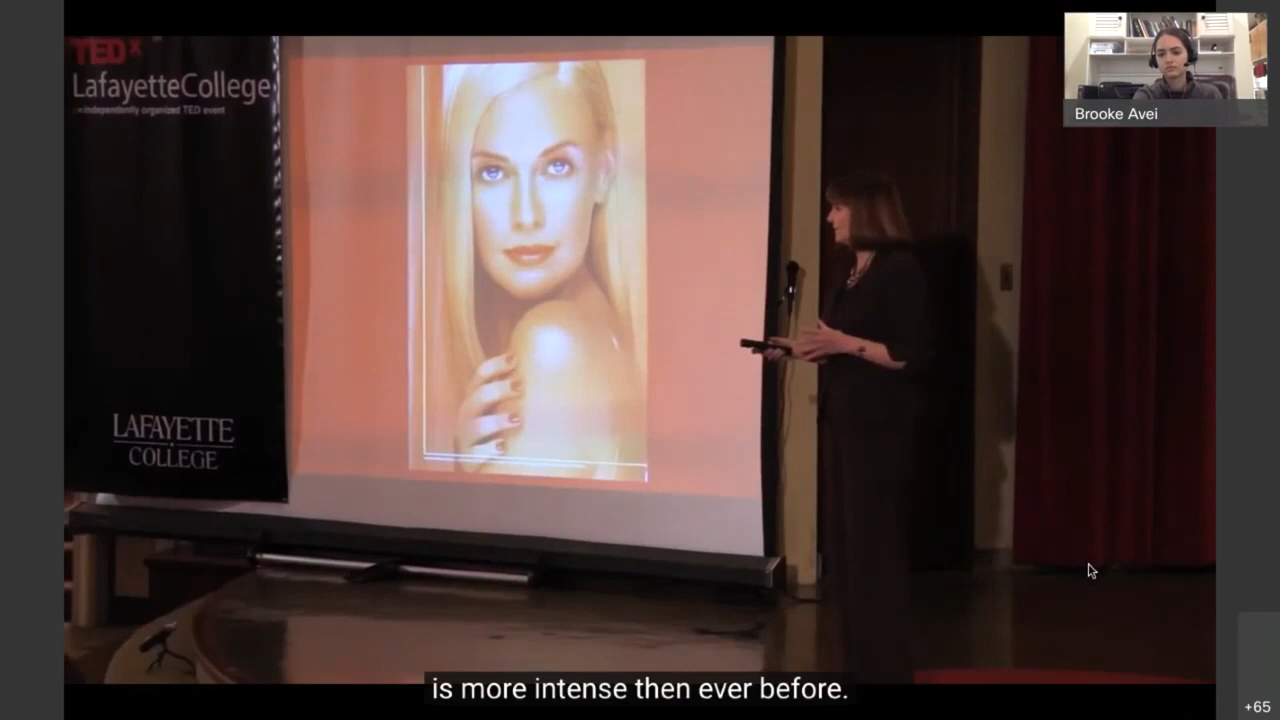 TEDx
LafayetteCollege
x=independently organized TED event
LAFAYETTE
COLLEGE
Brooke Avei
is more intense then ever before.
+65